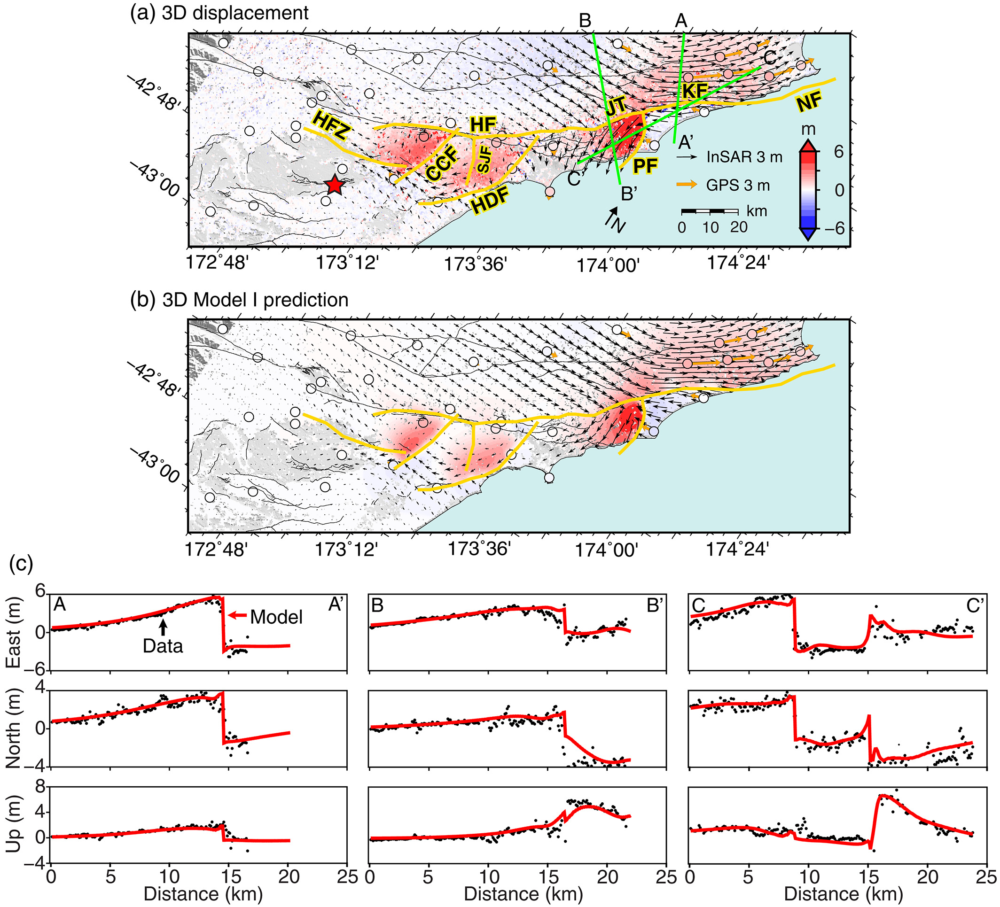 (a) 3D displacement
B
A
C
−42˚48'
KF
NF
JT
HFZ
HF
m
6
A'
InSAR 3 m
CCF
SJF
PF
−43˚00'
C'
GPS 3 m
0
B'
HDF
km
N
0 10 20
−6
172˚48' 173˚12' 173˚36' 174˚00' 174˚24'
(b) 3D Model I prediction
−42˚48'
−43˚00'
172˚48' 173˚12' 173˚36' 174˚00' 174˚24'
(c)
6
A A' B B' C C'
East (m)
Model
0
Data
−6
4
North (m)
0
−4
8
Up (m)
4
0
−4
0 5 10 15 20 25 0 5 10 15 20 25 0 5 10 15 20 25
Distance (km) Distance (km) Distance (km)